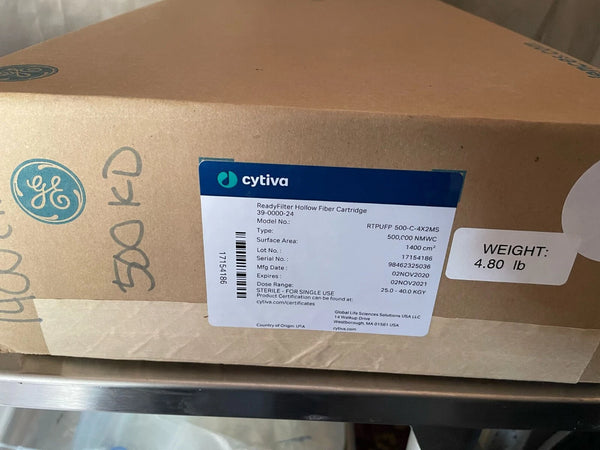 GE
1400 c
500KD
cytiva
ReadyFilter Hollow Fiber Cartridge
39-0000-24
Model No.: RTPUFP 500-C-4X2MS
Type: 500,000 NMWC
Surface Area: 1400 cm²
Lot No.: 17154186
Serial No.: 98462325036
Mfg Date : 02NOV2020
Expires : 02NOV2021
Dose Range: 25.0 - 40.0 KGY
STERILE - FOR SINGLE USE
Product Certification can be found at:
cytiva.com/certificates
Global Life Sciences Solutions USA LLC
14 Walkup Drive
Westborough, MA 01581 USA
Country of Origin: UTA
cytiva.com
17154186
WEIGHT:
4.80 lb